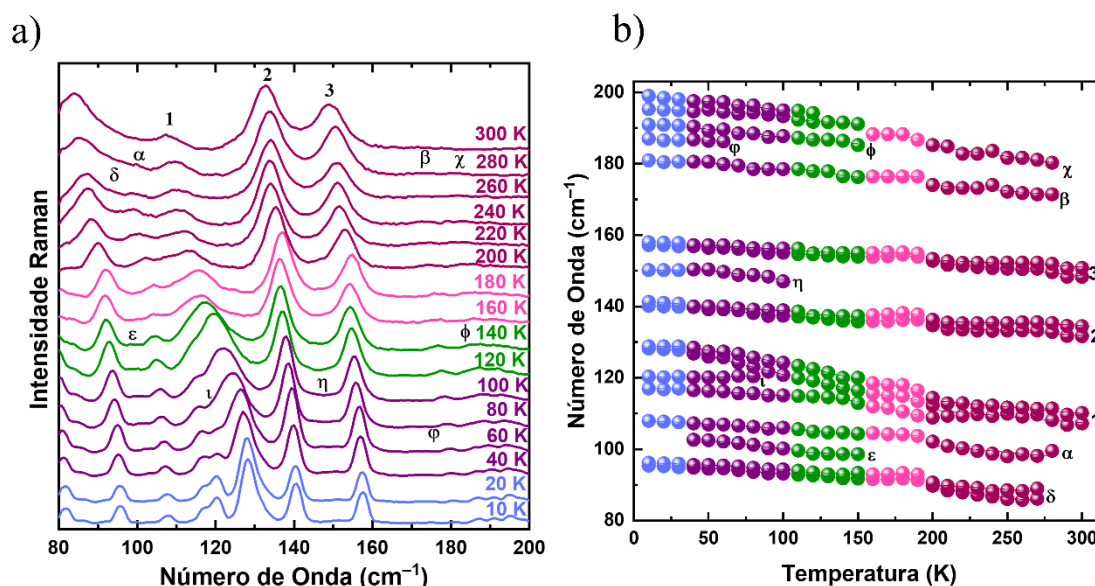 a)
b)
Intensidade Raman
1
2
3
α
β
χ
δ
ε
ϕ
ι
η
φ
300 K
280 K
260 K
240 K
220 K
200 K
180 K
160 K
140 K
120 K
100 K
80 K
60 K
40 K
20 K
10 K
80 100 120 140 160 180 200
Número de Onda (cm⁻¹)
Número de Onda (cm⁻¹)
200
180
160
140
120
100
80
φ
ϕ
χ
β
3
η
2
ι
1
ε
α
δ
0 50 100 150 200 250 300
Temperatura (K)